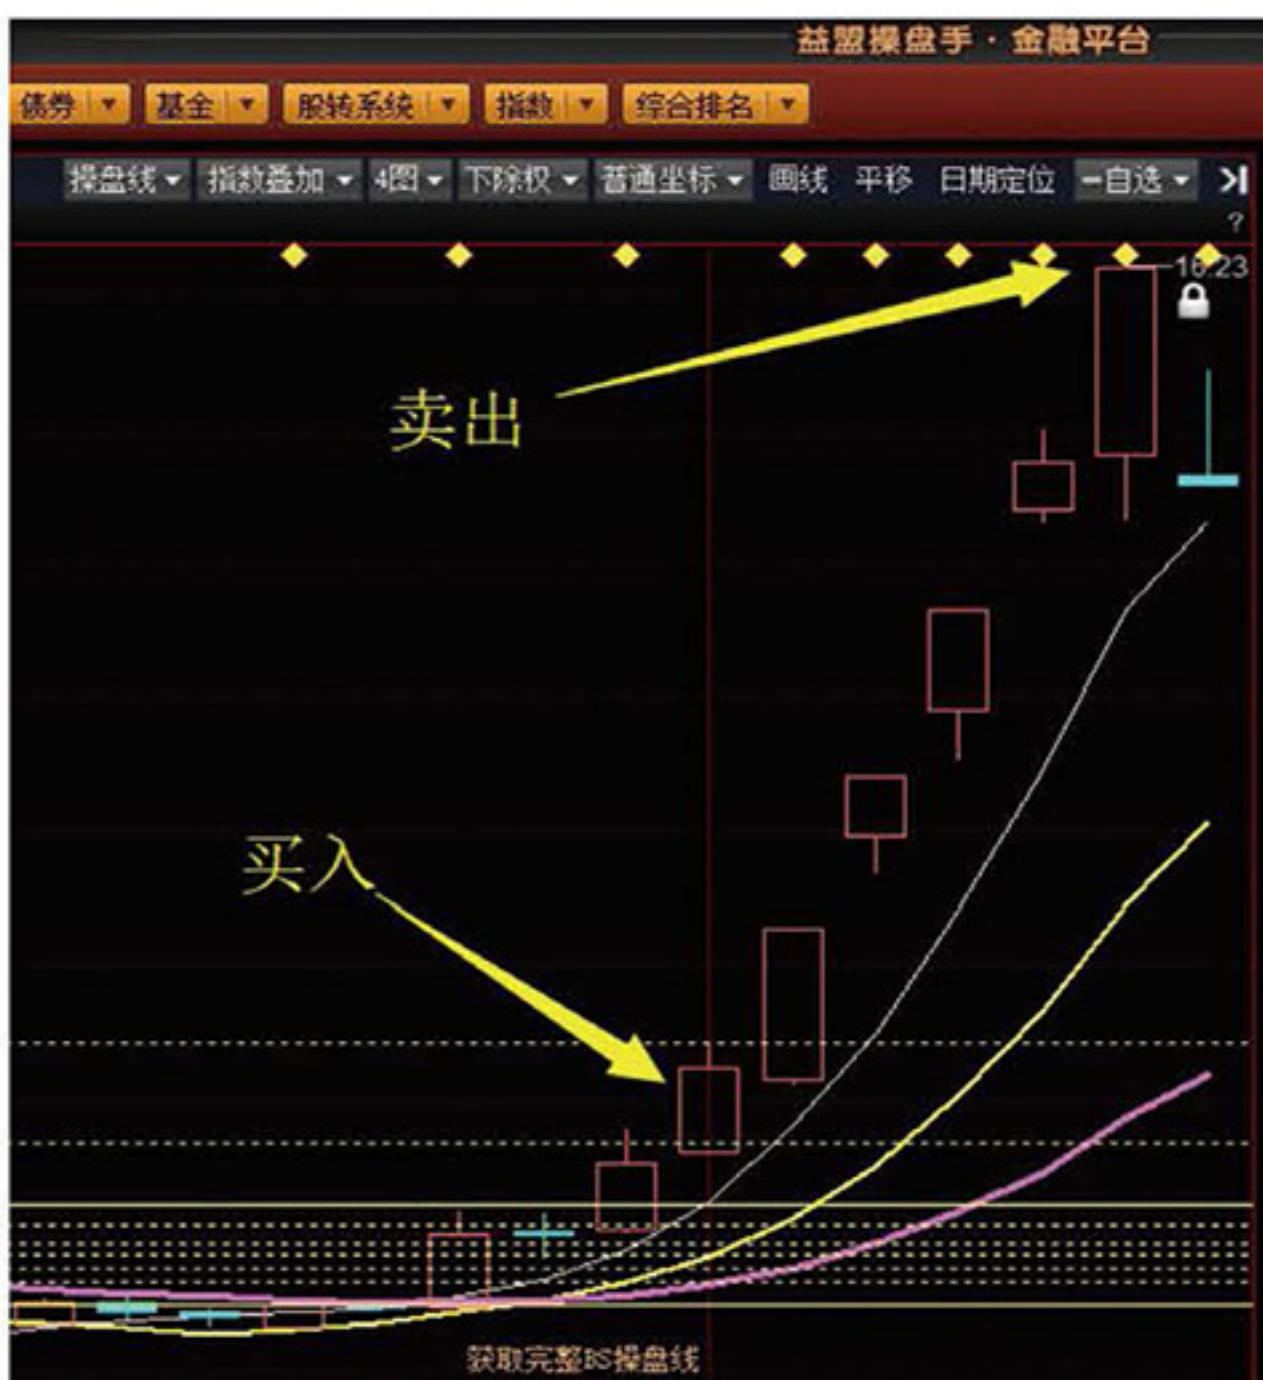 益盟操盘手·金融平台
债券 基金 股转系统 指数 综合排名
操盘线 指数叠加 4图 下除权 普通坐标 画线 平移 日期定位 自选
?
16.23
卖出
买入
获取完整BS操盘线